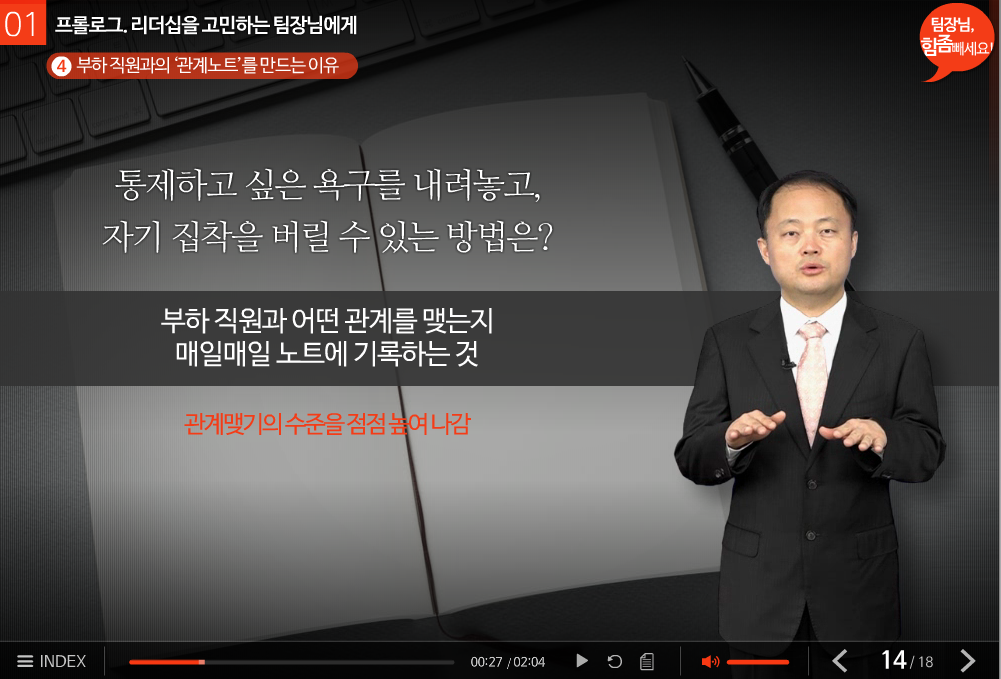 01
프롤로그. 리더십을 고민하는 팀장님에게
4 부하 직원과의 ‘관계노트’를 만드는 이유
팀장님,
힘좀빼세요!
통제하고 싶은 욕구를 내려놓고,
자기 집착을 버릴 수 있는 방법은?
부하 직원과 어떤 관계를 맺는지
매일매일 노트에 기록하는 것
관계맺기의 수준을 점점 높여 나감
INDEX
00:27 / 02:04
14 / 18